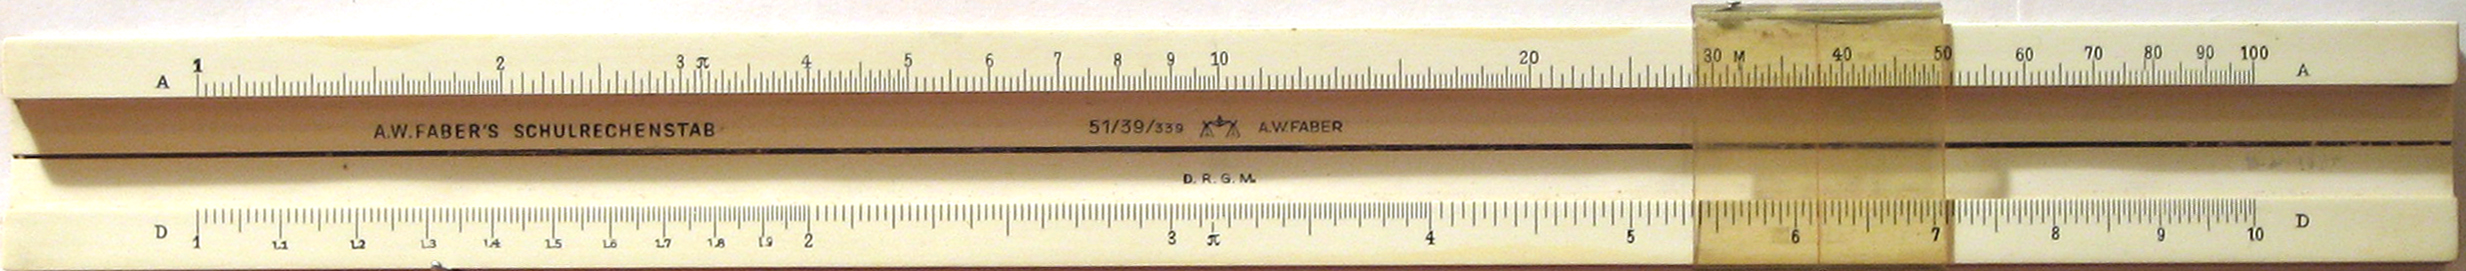 A 1 2 3 π 4 5 6 7 8 9 10 20 30 M 40 50 60 70 80 90 100 A
A.W.FABER'S SCHULRECHENSTAB 51/39/339 A.W.FABER
D. R. G. M.
D 1 1.1 1.2 1.3 1.4 1.5 1.6 1.7 1.8 1.9 2 3 π 4 5 6 7 8 9 10 D